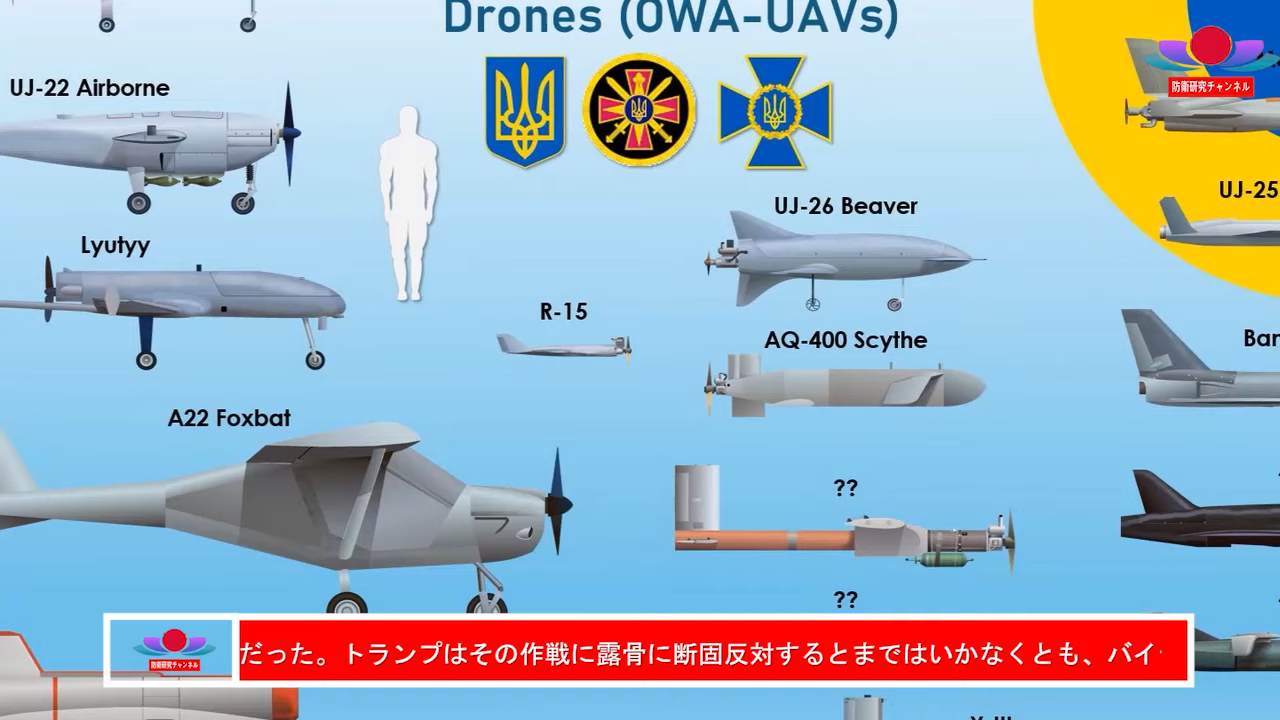 Drones (OWA-UAVs)
UJ-22 Airborne
防衛研究チャンネル
UJ-25
UJ-26 Beaver
Lyutyy
R-15
AQ-400 Scythe
Bar
A22 Foxbat
??
??
防衛研究チャンネル
だった。トランプはその作戦に露骨に断固反対するとまではいかなくとも、バイ